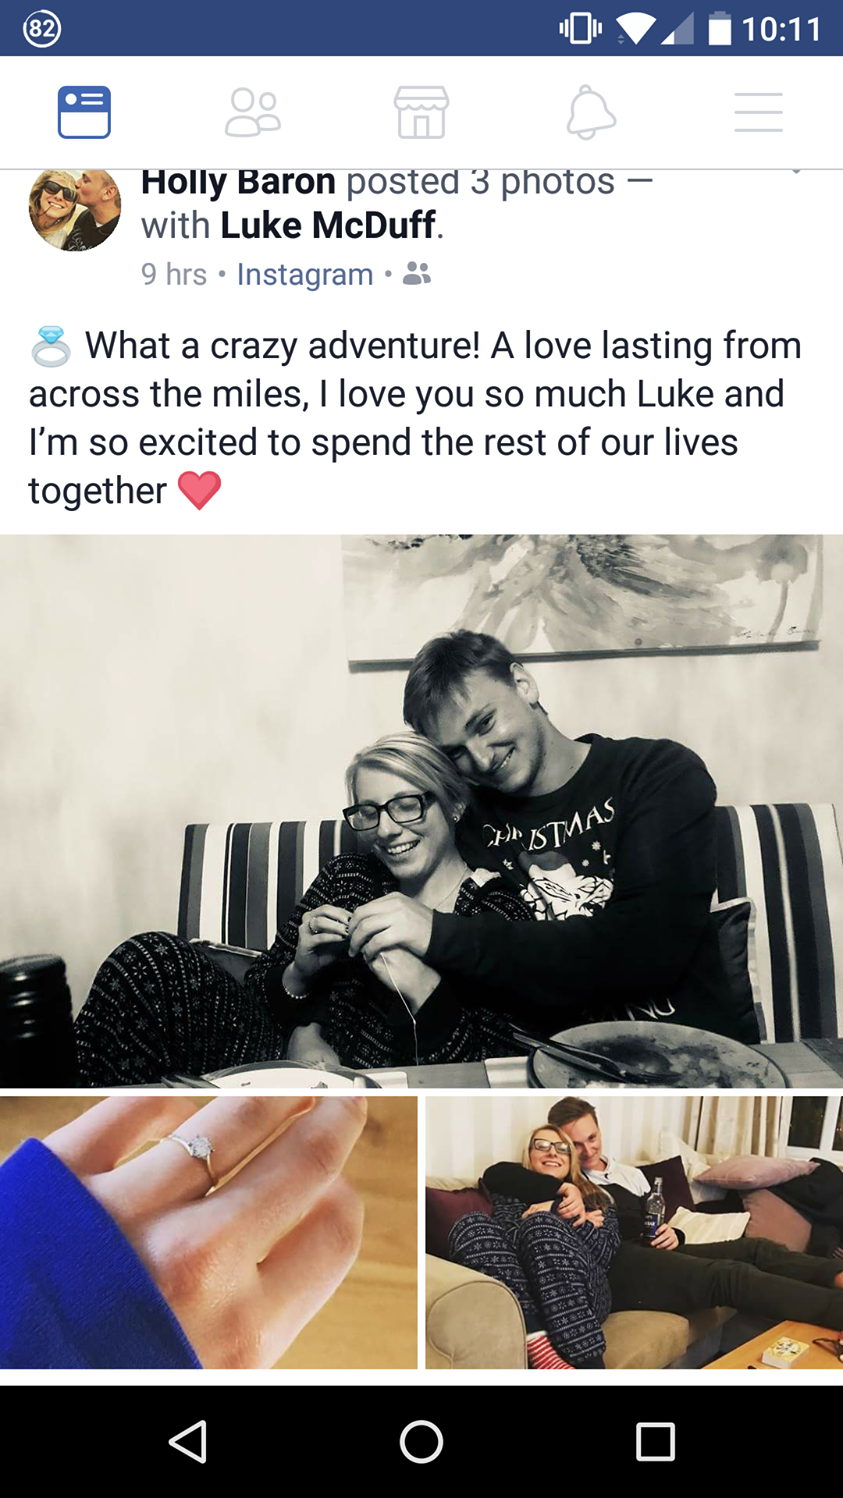 82 10:11
Holly Baron posted 3 photos —
with Luke McDuff.
9 hrs • Instagram •
💍 What a crazy adventure! A love lasting from
across the miles, I love you so much Luke and
I’m so excited to spend the rest of our lives
together ❤️
CHRISTMAS